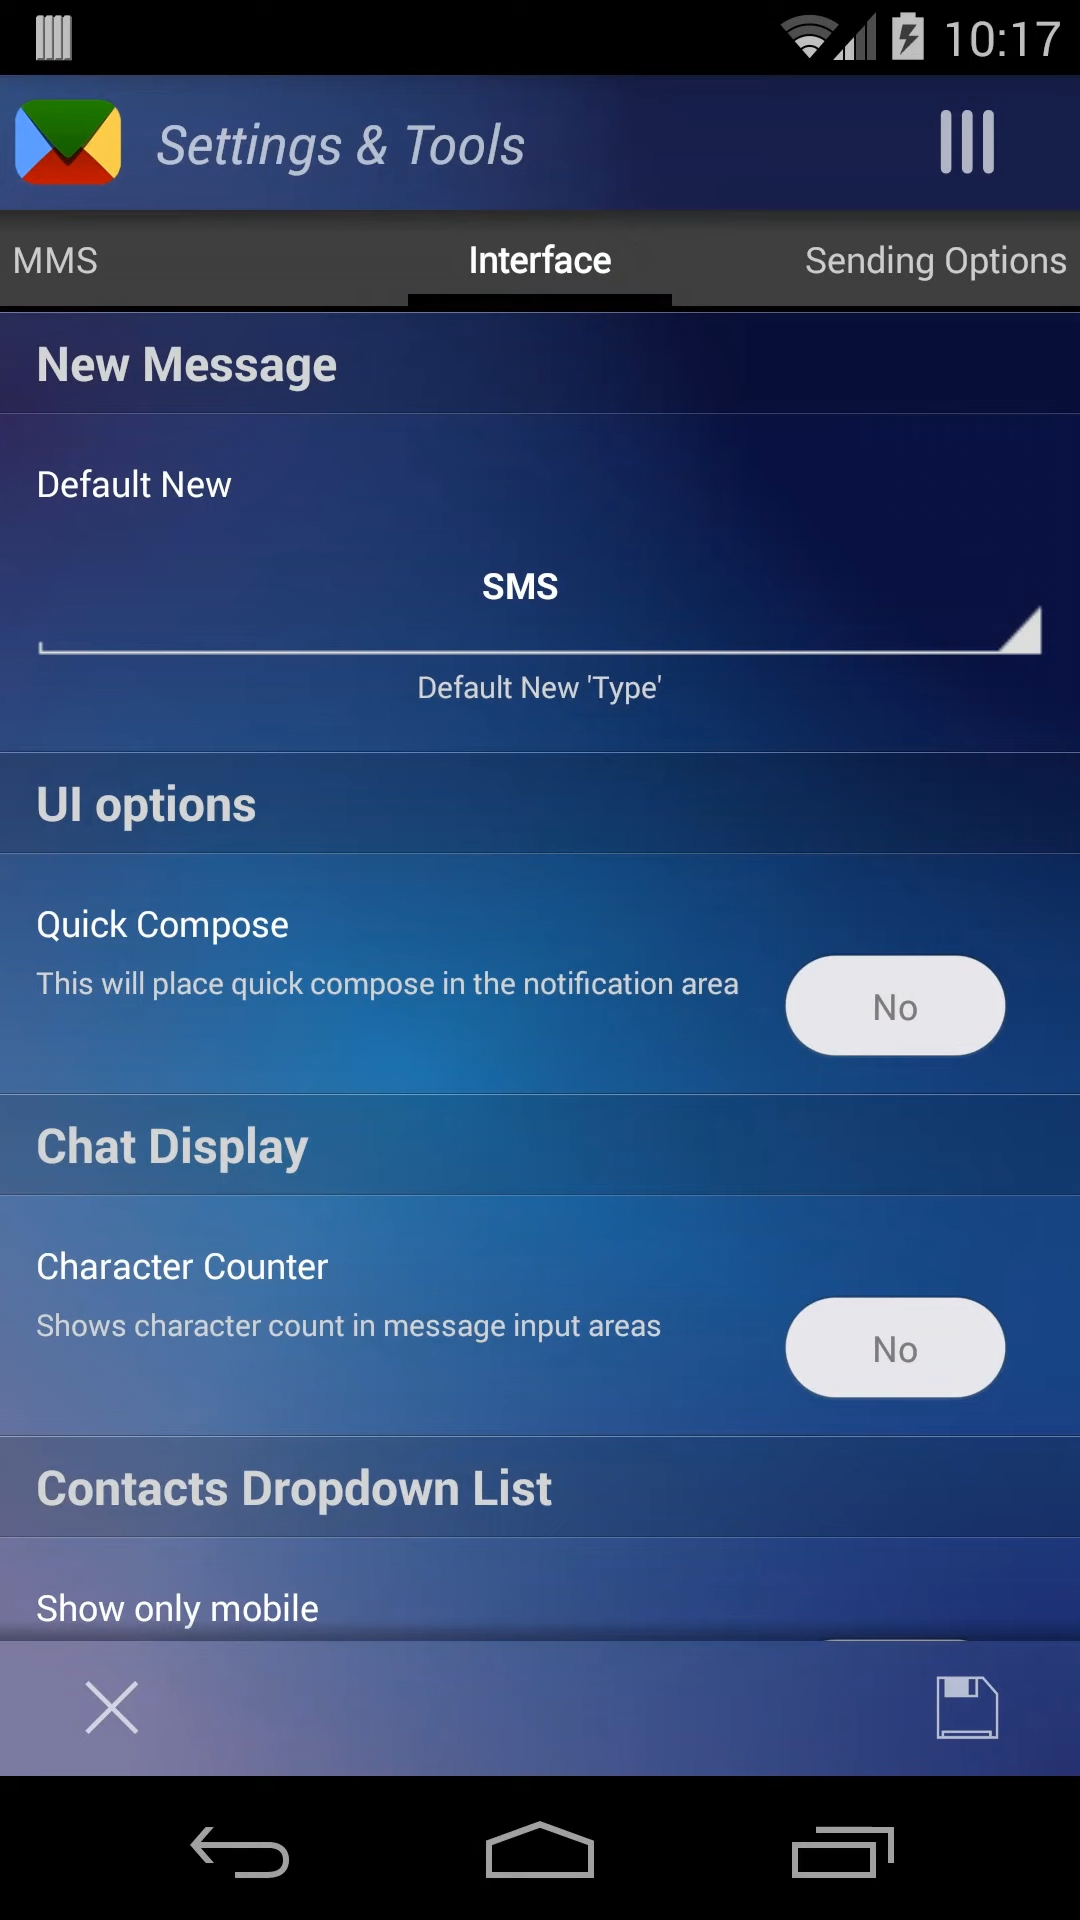 10:17
Settings & Tools
MMS
Interface
Sending Options
New Message
Default New
SMS
Default New 'Type'
UI options
Quick Compose
This will place quick compose in the notification area
No
Chat Display
Character Counter
Shows character count in message input areas
No
Contacts Dropdown List
Show only mobile